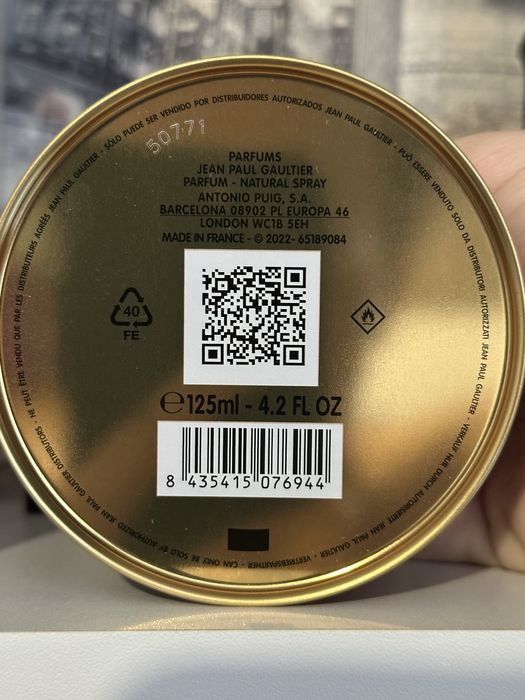 SÓLO PUEDE SER VENDIDO POR DISTRIBUIDORES AUTORIZADOS JEAN PAUL GAULTIER - PUÒ ESSERE VENDUTO SOLO DA DISTRIBUTORI AUTORIZZATI JEAN PAUL GAULTIER - VERKAUF NUR DURCH AUTORISIERTE JEAN PAUL GAULTIER - VERTRIEBSPARTNER - CAN ONLY BE SOLD BY AUTHORIZED JEAN PAUL GAULTIER DISTRIBUTORS - NE PEUT ÊTRE VENDU QUE PAR LES DISTRIBUTEURS AGRÉÉS JEAN PAUL GAULTIER -
50771
PARFUMS
JEAN PAUL GAULTIER
PARFUM - NATURAL SPRAY
ANTONIO PUIG, S.A.
BARCELONA 08902 PL EUROPA 46
LONDON WC1B 5EH
MADE IN FRANCE - © 2022- 65189084
40
FE
℮125ml - 4.2 FL OZ
8 435415 076944